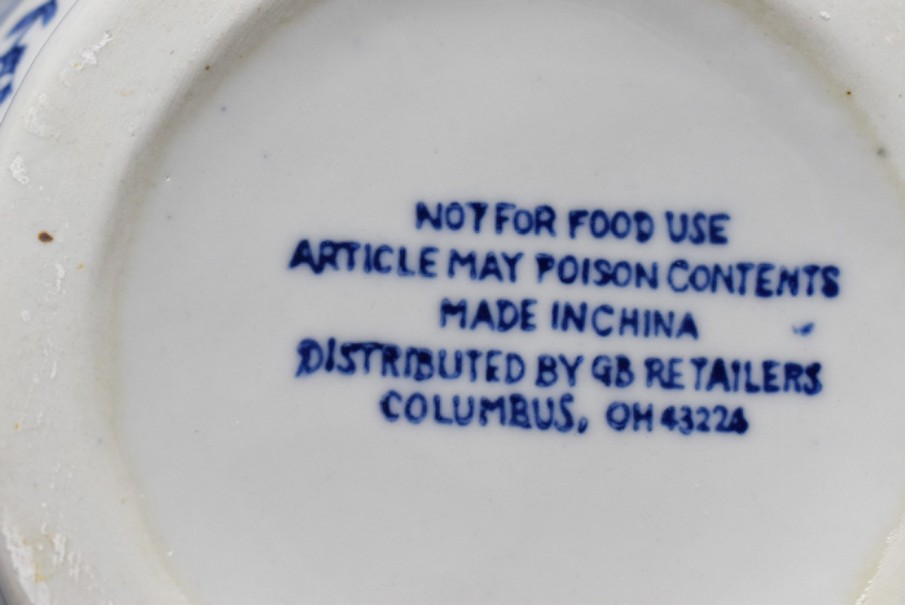 NOT FOR FOOD USE
ARTICLE MAY POISON CONTENTS
MADE IN CHINA
DISTRIBUTED BY GB RETAILERS
COLUMBUS, OH 43224